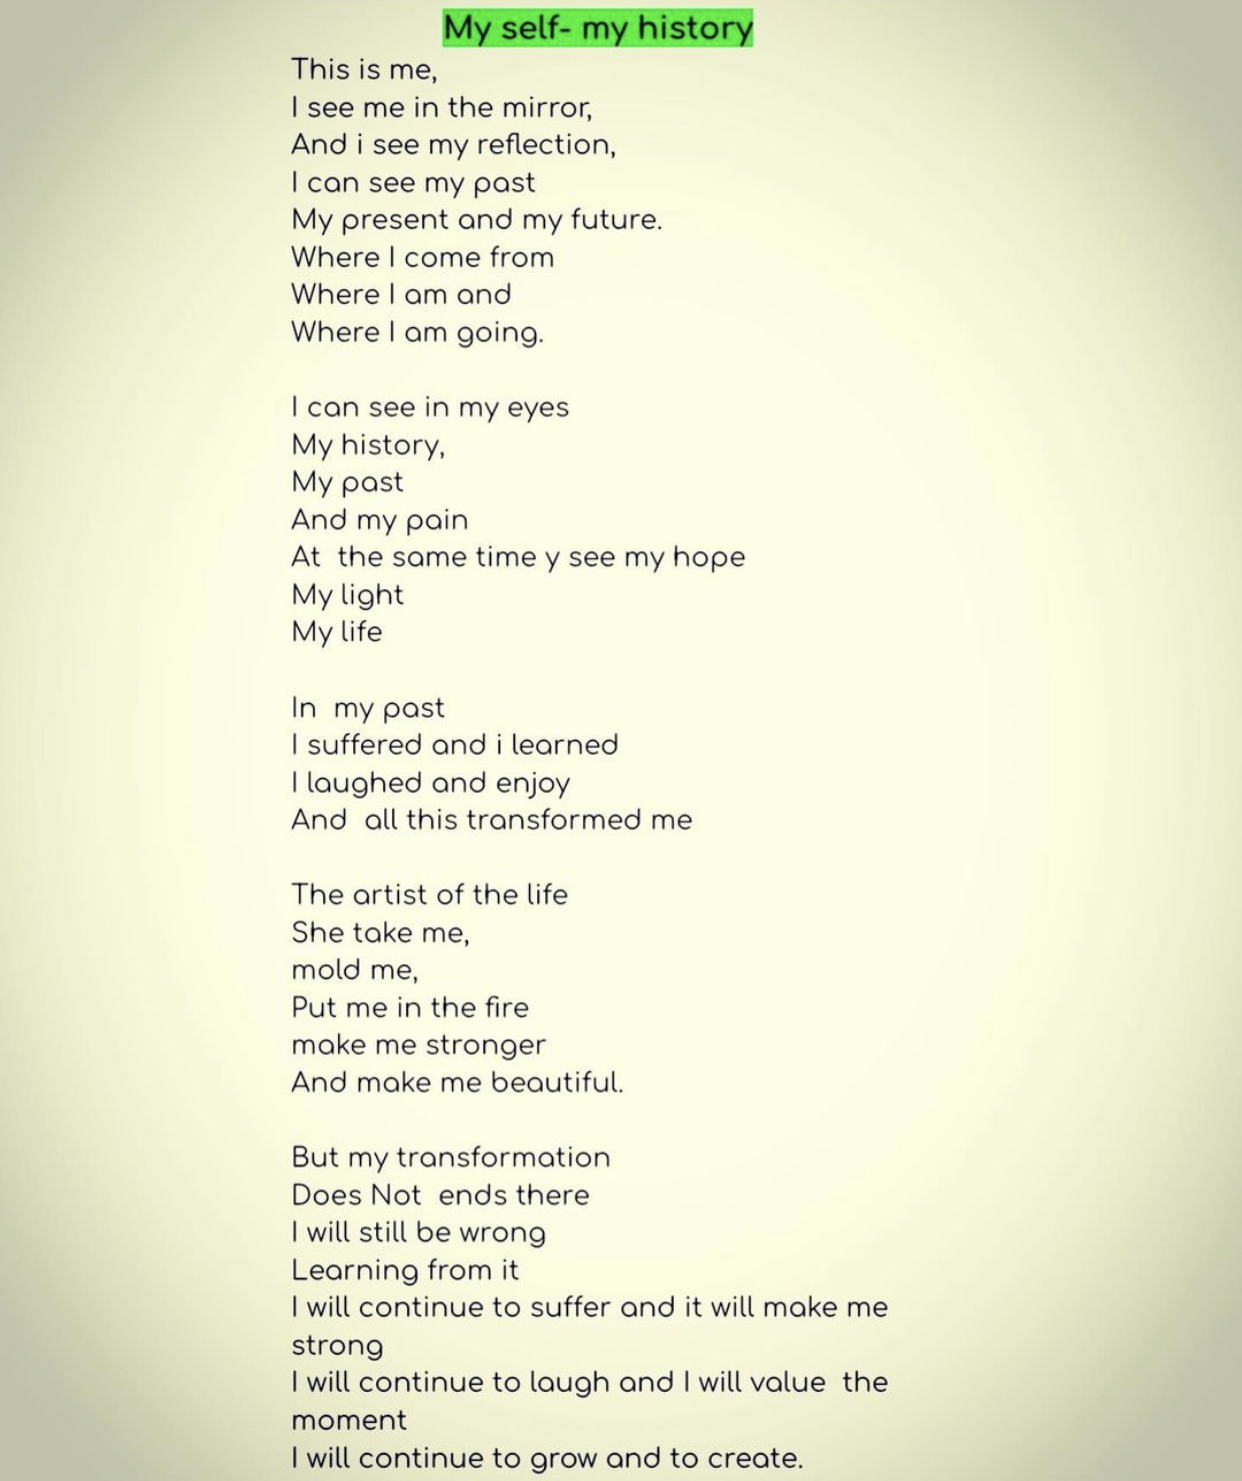 My self- my history
This is me,
I see me in the mirror,
And i see my reflection,
I can see my past
My present and my future.
Where I come from
Where I am and
Where I am going.
I can see in my eyes
My history,
My past
And my pain
At  the same time y see my hope
My light
My life
In  my past
I suffered and i learned
I laughed and enjoy
And  all this transformed me
The artist of the life
She take me,
mold me,
Put me in the fire
make me stronger
And make me beautiful.
But my transformation
Does Not  ends there
I will still be wrong
Learning from it
I will continue to suffer and it will make me
strong
I will continue to laugh and I will value  the
moment
I will continue to grow and to create.